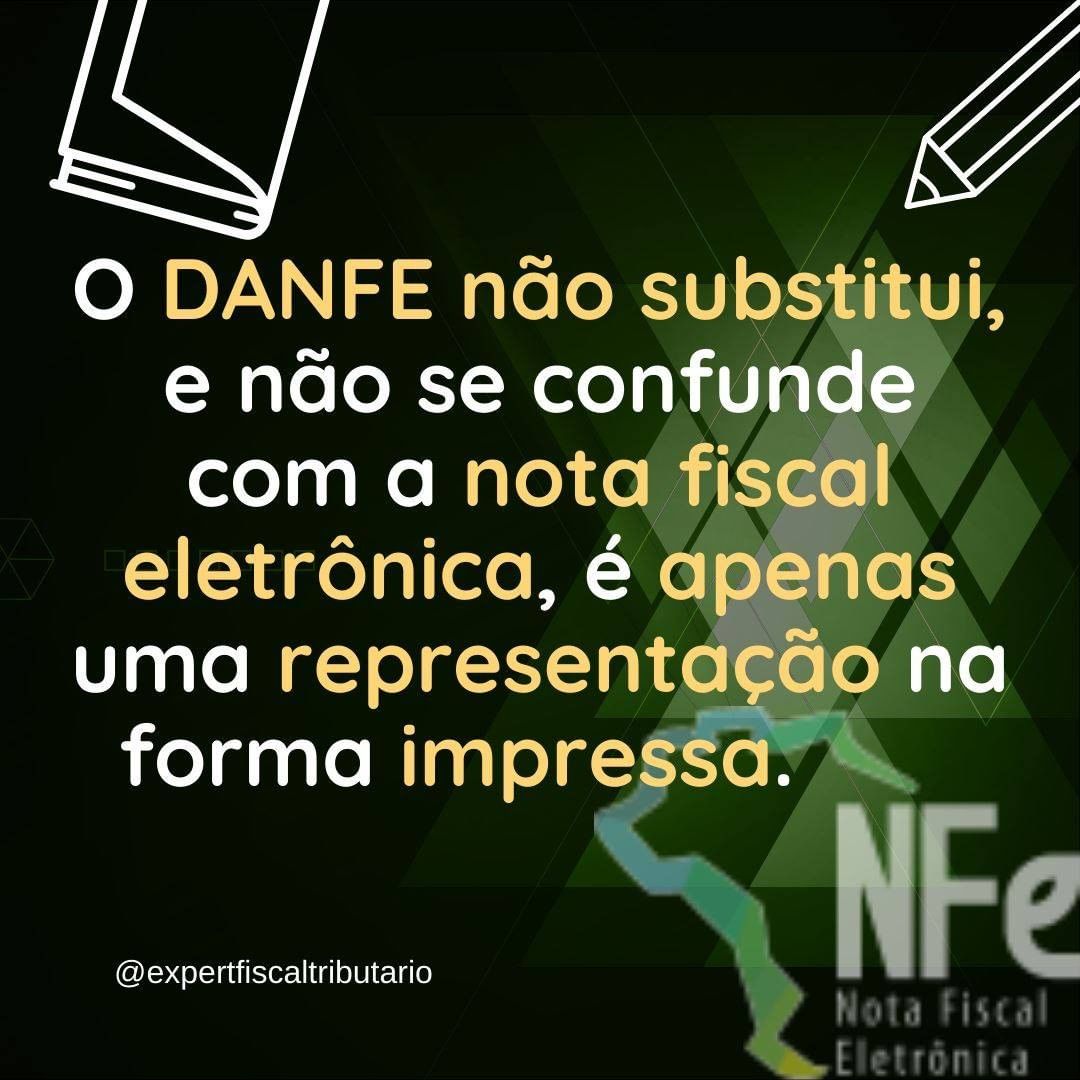 O DANFE não substitui,
e não se confunde
com a nota fiscal
eletrônica, é apenas
uma representação na
forma impressa.
@expertfiscaltributario
NFe
Nota Fiscal
Eletrônica